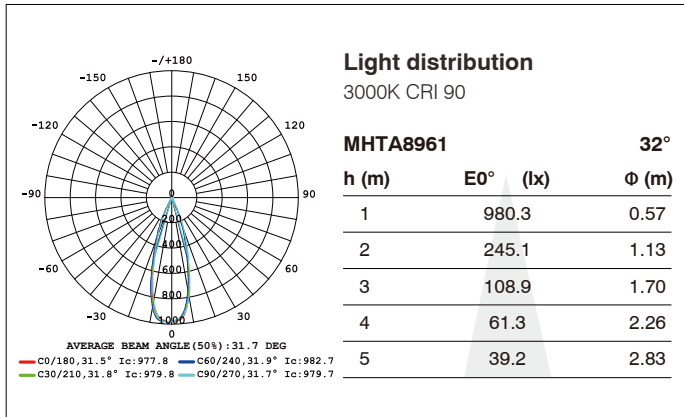 -/+180
-150
150
-120
120
-90
0
90
200
400
-60
600
60
800
-30
1000
30
0
AVERAGE BEAM ANGLE(50%):31.7 DEG
C0/180,31.5° Ic:977.8
C60/240,31.9° Ic:982.7
C30/210,31.8° Ic:979.8
C90/270,31.7° Ic:979.7
Light distribution
3000K CRI 90
MHTA8961 32°
h (m) E0° (lx) Φ (m)
1 980.3 0.57
2 245.1 1.13
3 108.9 1.70
4 61.3 2.26
5 39.2 2.83